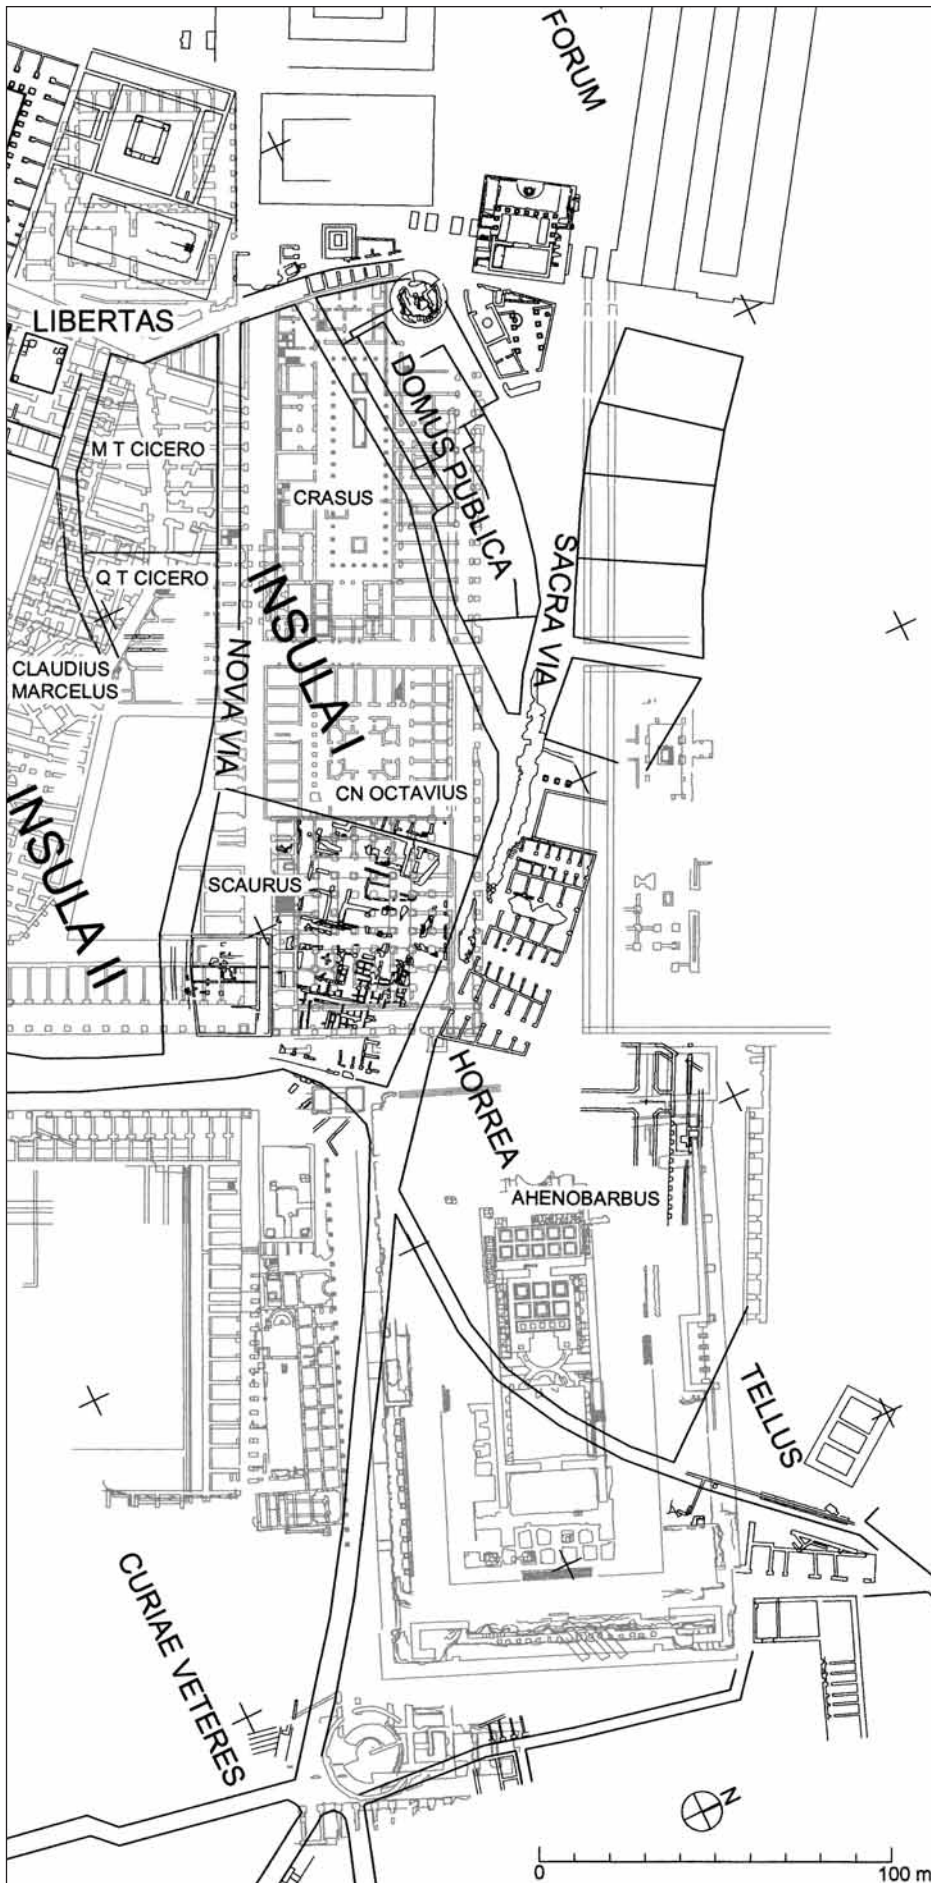 FORUM
LIBERTAS
DOMUS PUBLICA
M T CICERO
CRASUS
SACRA VIA
Q T CICERO
INSULA I
NOVA VIA
CLAUDIUS
MARCELUS
CN OCTAVIUS
INSULA II
SCAURUS
HORREA
AHENOBARBUS
TELLUS
CURIAE VETERES
N
0 100 m